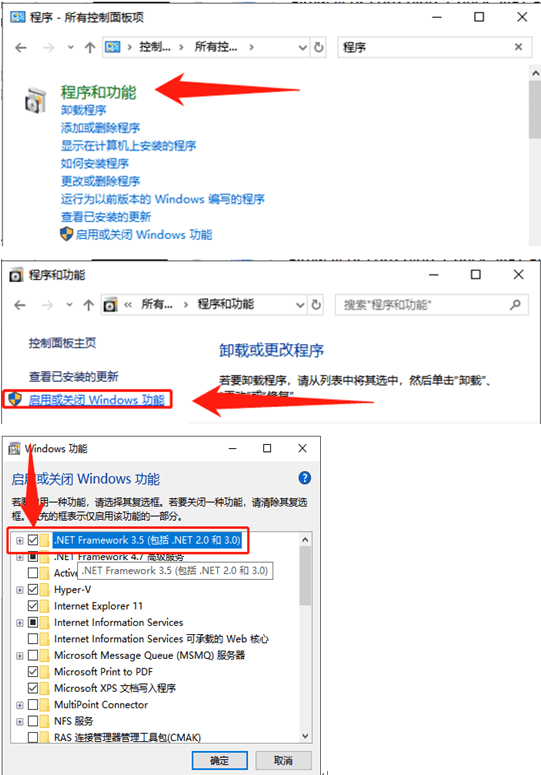 程序 - 所有控制面板项
控制... 所有控... 程序
程序和功能
卸载程序
添加或删除程序
显示在计算机上安装的程序
如何安装程序
更改或删除程序
运行为以前版本的 Windows 编写的程序
查看已安装的更新
启用或关闭 Windows 功能
程序和功能
« 所有... 程序和功能 搜索"程序和功能"
控制面板主页
卸载或更改程序
查看已安装的更新
若要卸载程序，请从列表中将其选中，然后单击"卸载"、
启用或关闭 Windows 功能
Windows 功能
启用或关闭 Windows 功能
若要启用一种功能，请选择其复选框。若要关闭一种功能，请清除其复选
框。填充的框表示仅启用该功能的一部分。
.NET Framework 3.5 (包括 .NET 2.0 和 3.0)
.NET Framework 4.7 高级服务
Active
.NET Framework 3.5 (包括 .NET 2.0 和 3.0)
Hyper-V
Internet Explorer 11
Internet Information Services
Internet Information Services 可承载的 Web 核心
Microsoft Message Queue (MSMQ) 服务器
Microsoft Print to PDF
Microsoft XPS 文档写入程序
MultiPoint Connector
NFS 服务
RAS 连接管理器管理工具包(CMAK)
确定 取消